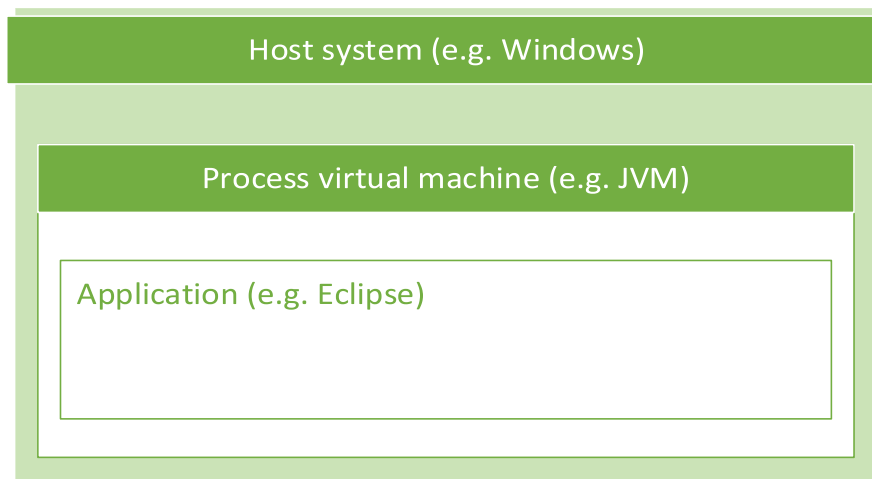 Host system (e.g. Windows)
Process virtual machine (e.g. JVM)
Application (e.g. Eclipse)